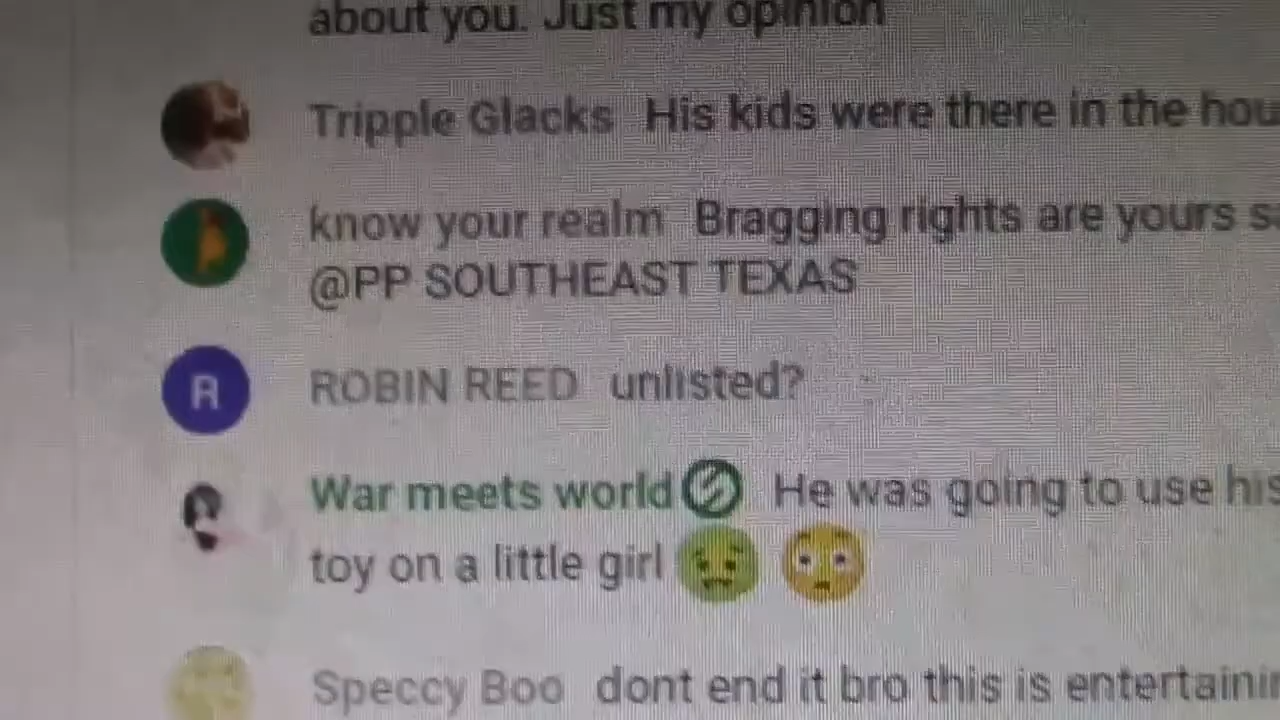 about you. Just my opinion
Tripple Glacks His kids were there in the
know your realm Bragging rights are yours
@PP SOUTHEAST TEXAS
R ROBIN REED unlisted?
War meets world He was going to use his
toy on a little girl
Speccy Boo dont end it bro this is